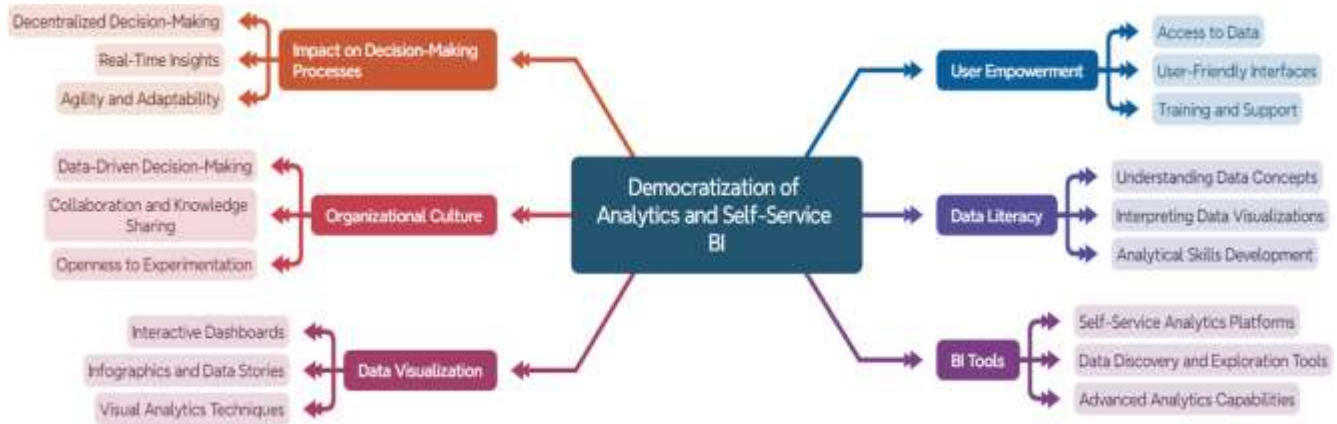 Decentralized Decision-Making
Real-Time Insights
Agility and Adaptability
Impact on Decision-Making
Processes
Data-Driven Decision-Making
Collaboration and Knowledge
Sharing
Openness to Experimentation
Organizational Culture
Interactive Dashboards
Infographics and Data Stories
Visual Analytics Techniques
Data Visualization
Democratization of
Analytics and Self-Service
BI
User Empowerment
Access to Data
User-Friendly Interfaces
Training and Support
Data Literacy
Understanding Data Concepts
Interpreting Data Visualizations
Analytical Skills Development
BI Tools
Self-Service Analytics Platforms
Data Discovery and Exploration Tools
Advanced Analytics Capabilities